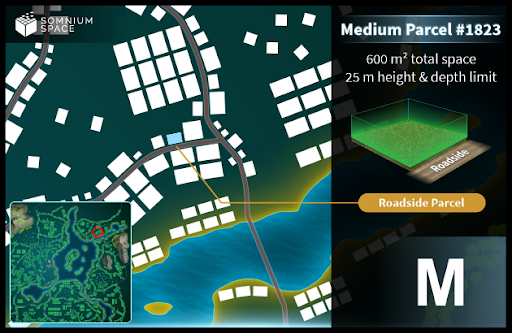 SOMNIUM
SPACE
Medium Parcel #1823
600 m² total space
25 m height & depth limit
Roadside
Roadside Parcel
M